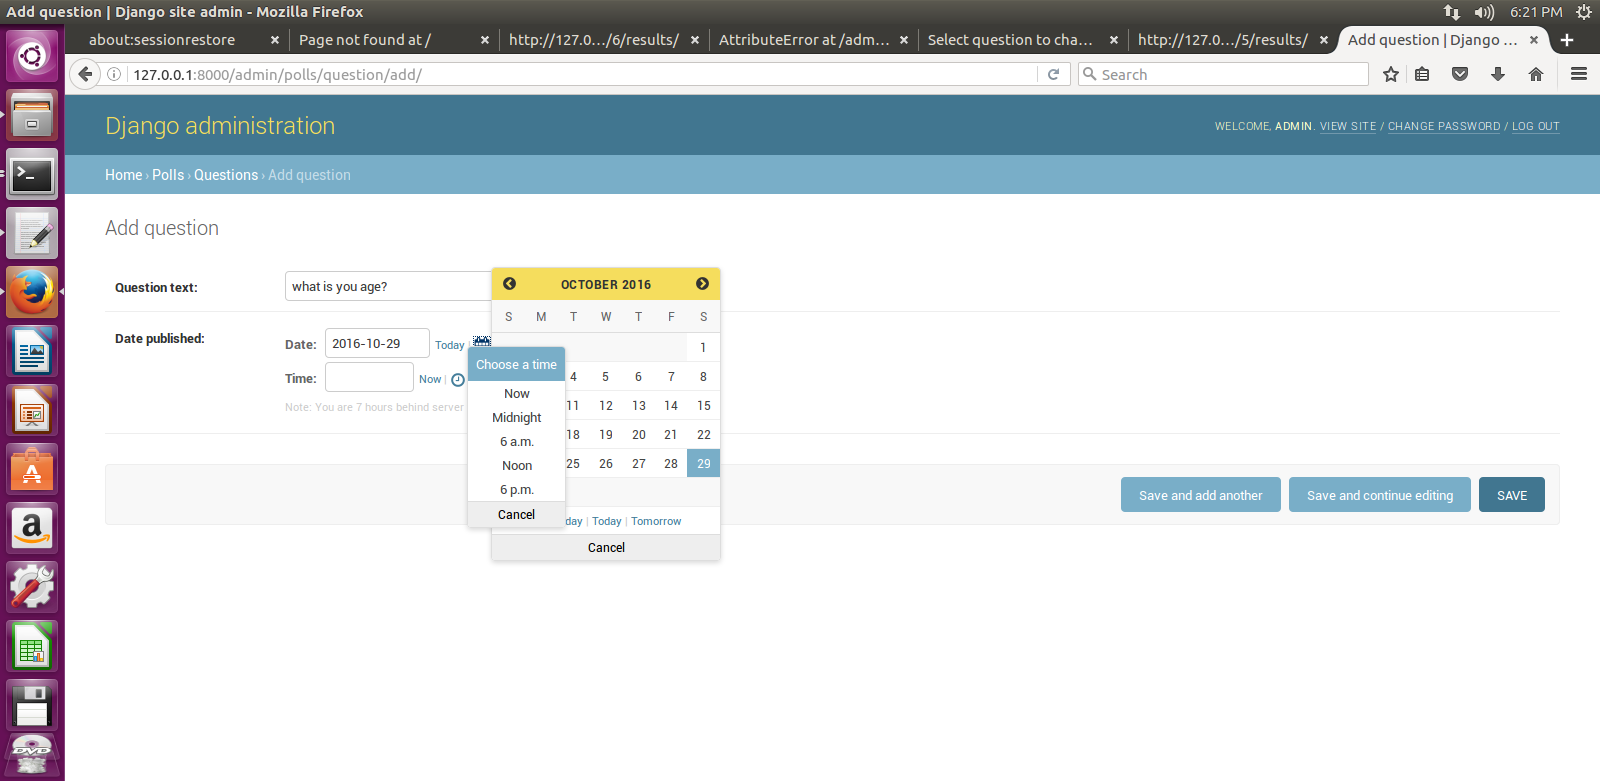 Add question | Django site admin - Mozilla Firefox
6:21 PM
about:sessionrestore
Page not found at /
http://127.0.../6/results/
AttributeError at /adm...
Select question to cha...
http://127.0.../5/results/
Add question | Django ...
127.0.0.1:8000/admin/polls/question/add/
Search
Django administration
WELCOME, ADMIN. VIEW SITE / CHANGE PASSWORD / LOG OUT
Home › Polls › Questions › Add question
Add question
Question text:
what is you age?
Date published:
Date:
2016-10-29
Today |
Time:
Now |
Note: You are 7 hours behind server
OCTOBER 2016
S M T W T F S
1
4 5 6 7 8
11 12 13 14 15
18 19 20 21 22
25 26 27 28 29
day | Today | Tomorrow
Cancel
Choose a time
Now
Midnight
6 a.m.
Noon
6 p.m.
Cancel
Save and add another
Save and continue editing
SAVE
>_
A
a
DVD